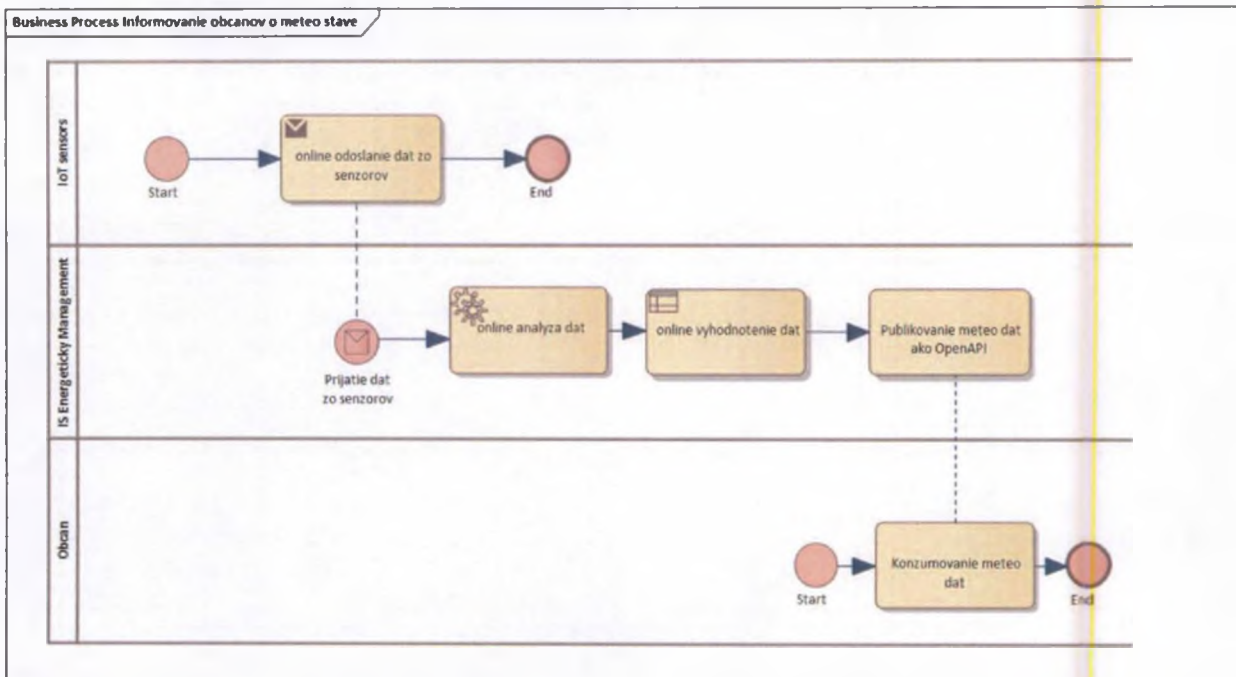 Business Process Informovanie obcanov o meteo stave
IoT sensors
Start
online odoslanie dat zo
senzorov
End
IS Energeticky Management
Prijatie dat
zo senzorov
online analyza dat
online vyhodnotenie dat
Publikovanie meteo dat
ako OpenAPI
Obcan
Start
Konzumovanie meteo
dat
End